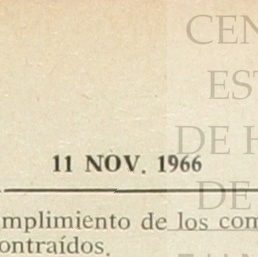 CEN
EST
DE H
11 NOV. 1966
DE
mplimiento de los com
ontraídos.